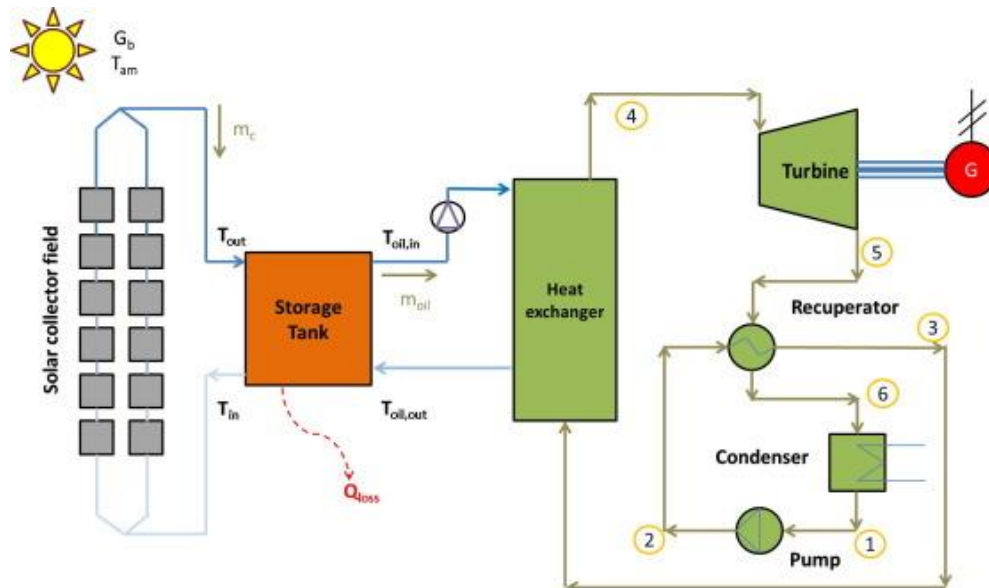 G_b
T_am
m_c
4
Turbine
G
T_out
T_oil,in
5
Solar collector field
Storage
Tank
m_oil
Heat
exchanger
Recuperator
3
T_in
T_oil,out
6
Q_loss
Condenser
2
1
Pump